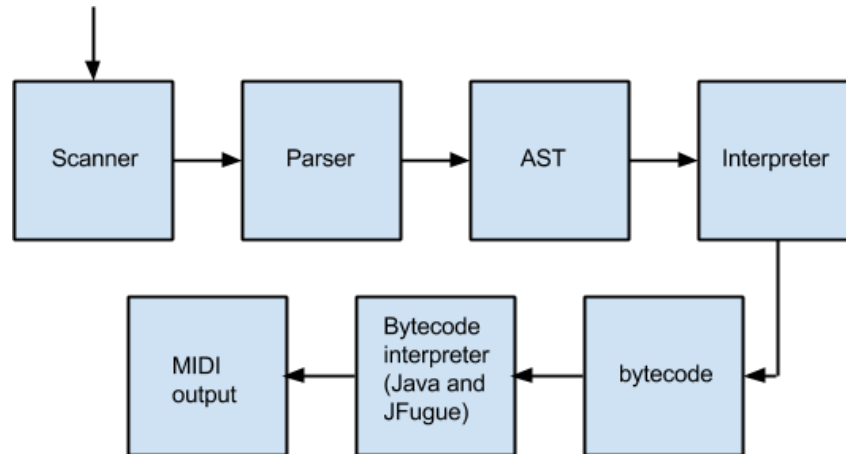 Scanner
Parser
AST
Interpreter
MIDI
output
Bytecode
interpreter
(Java and
JFugue)
bytecode